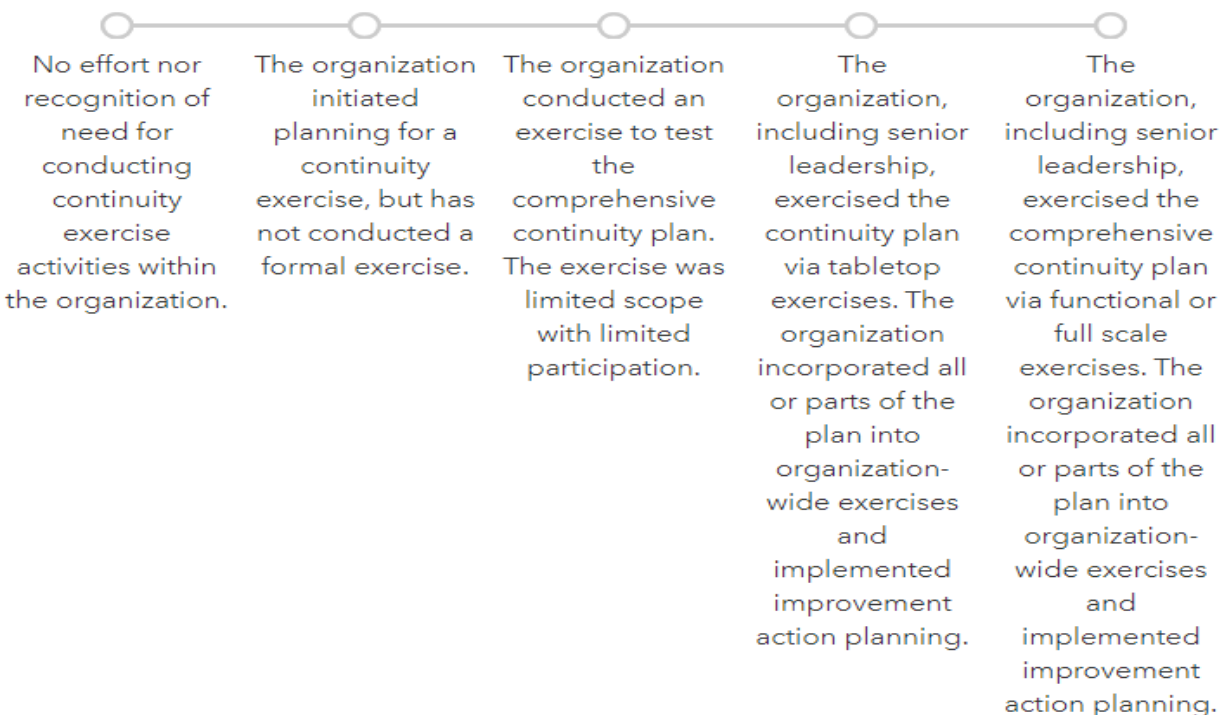 No effort nor
recognition of
need for
conducting
continuity
exercise
activities within
the organization.
The organization
initiated
planning for a
continuity
exercise, but has
not conducted a
formal exercise.
The organization
conducted an
exercise to test
the
comprehensive
continuity plan.
The exercise was
limited scope
with limited
participation.
The
organization,
including senior
leadership,
exercised the
continuity plan
via tabletop
exercises. The
organization
incorporated all
or parts of the
plan into
organization-
wide exercises
and
implemented
improvement
action planning.
The
organization,
including senior
leadership,
exercised the
comprehensive
continuity plan
via functional or
full scale
exercises. The
organization
incorporated all
or parts of the
plan into
organization-
wide exercises
and
implemented
improvement
action planning.